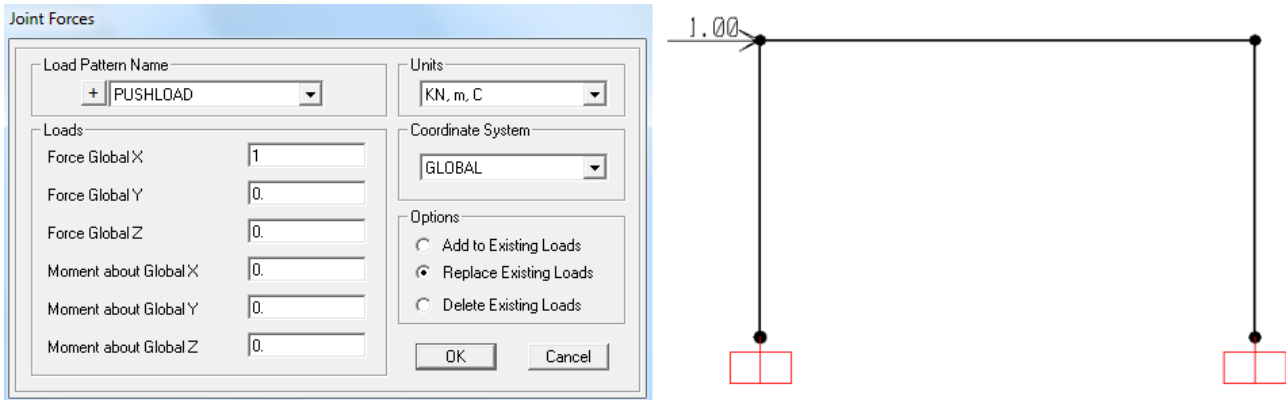 Joint Forces
Load Pattern Name
+ PUSHLOAD
Units
KN, m, C
Loads
Force Global X 1
Force Global Y 0.
Force Global Z 0.
Moment about Global X 0.
Moment about Global Y 0.
Moment about Global Z 0.
Coordinate System
GLOBAL
Options
Add to Existing Loads
Replace Existing Loads
Delete Existing Loads
OK Cancel
1.00